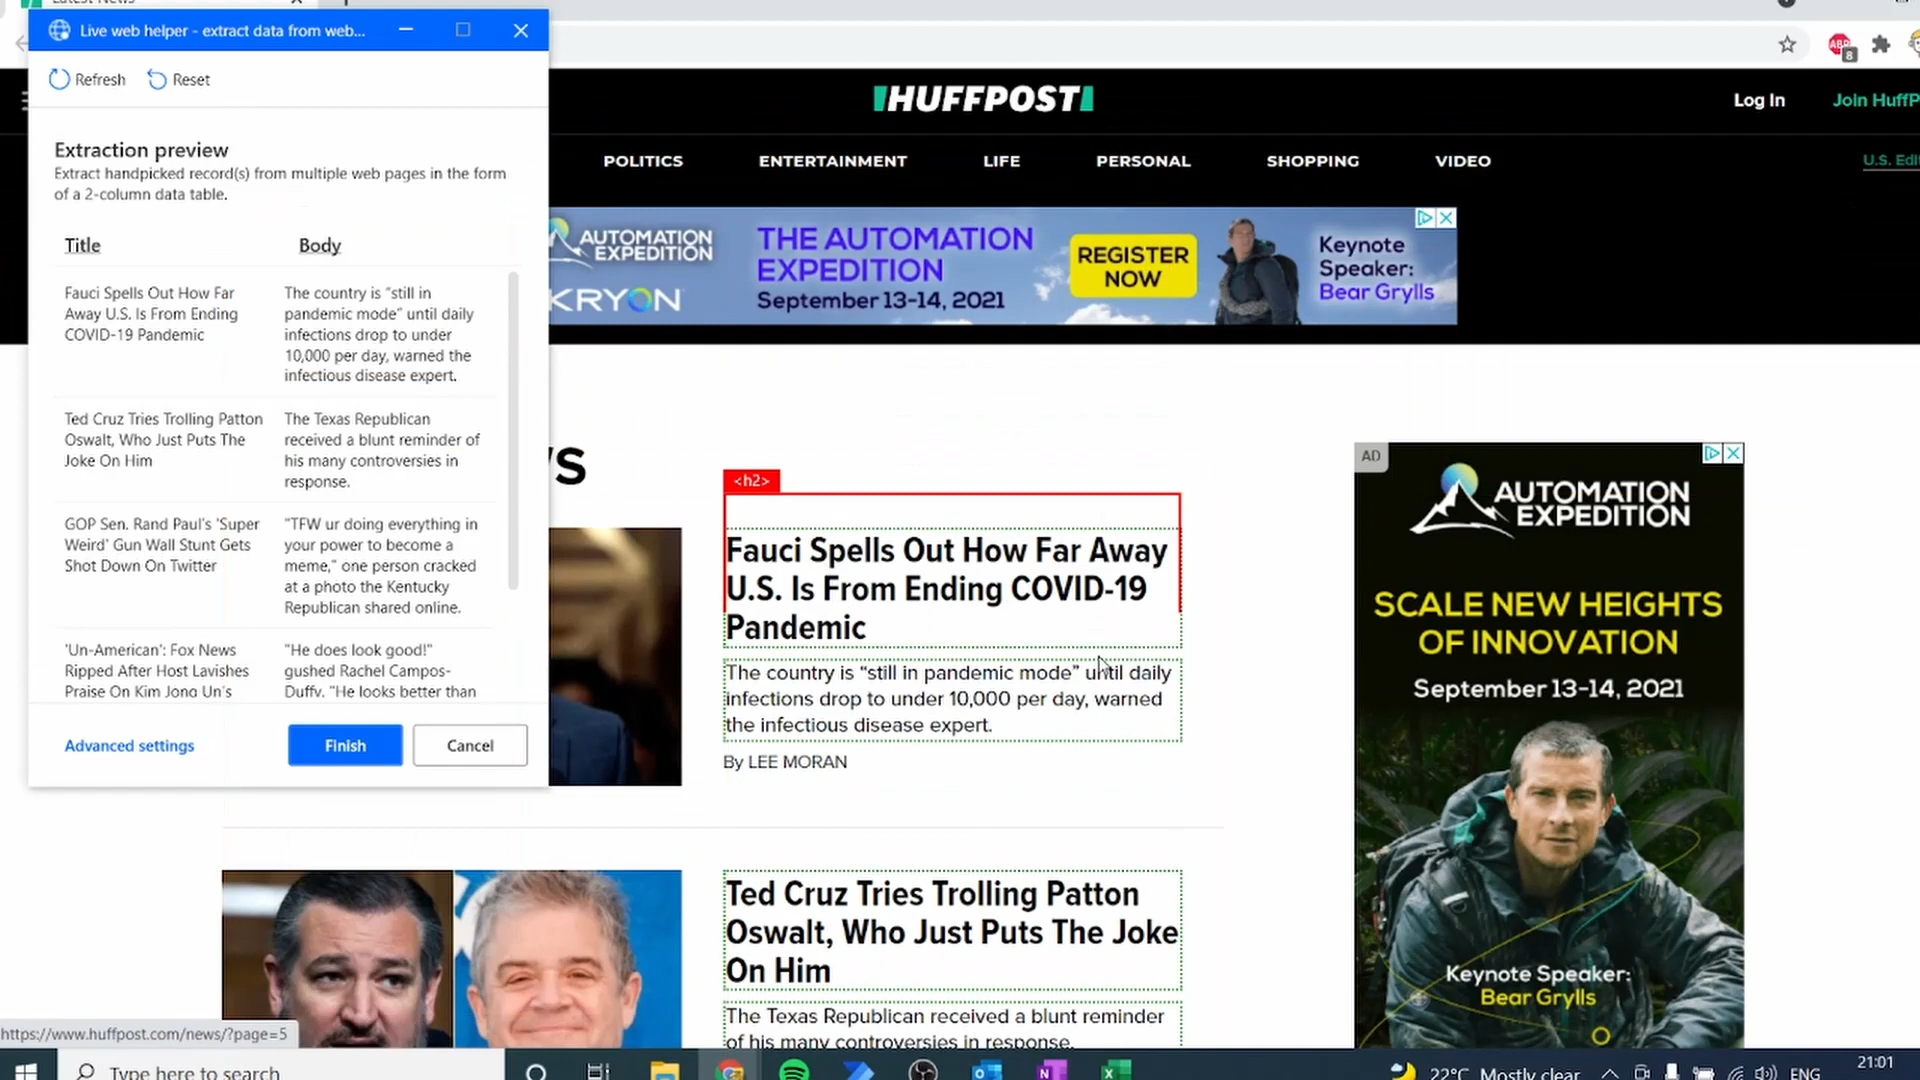 Latest News
Live web helper - extract data from web...
Refresh
Reset
Extraction preview
Extract handpicked record(s) from multiple web pages in the form
of a 2-column data table.
Title
Body
Fauci Spells Out How Far
Away U.S. Is From Ending
COVID-19 Pandemic
The country is “still in
pandemic mode” until daily
infections drop to under
10,000 per day, warned the
infectious disease expert.
Ted Cruz Tries Trolling Patton
Oswalt, Who Just Puts The
Joke On Him
The Texas Republican
received a blunt reminder of
his many controversies in
response.
GOP Sen. Rand Paul's 'Super
Weird' Gun Wall Stunt Gets
Shot Down On Twitter
"TFW ur doing everything in
your power to become a
meme," one person cracked
at a photo the Kentucky
Republican shared online.
'Un-American': Fox News
Ripped After Host Lavishes
Praise On Kim Jong Un's
"He does look good!"
gushed Rachel Campos-
Duffy. "He looks better than
Advanced settings
Finish
Cancel
ABP
8
HUFFPOST
Log In
Join HuffP
POLITICS
ENTERTAINMENT
LIFE
PERSONAL
SHOPPING
VIDEO
U.S. Edi
AUTOMATION
EXPEDITION
KRYON
THE AUTOMATION
EXPEDITION
September 13-14, 2021
REGISTER
NOW
Keynote
Speaker:
Bear Grylls
's
<h2>
Fauci Spells Out How Far Away
U.S. Is From Ending COVID-19
Pandemic
The country is “still in pandemic mode” until daily
infections drop to under 10,000 per day, warned
the infectious disease expert.
By LEE MORAN
Ted Cruz Tries Trolling Patton
Oswalt, Who Just Puts The Joke
On Him
The Texas Republican received a blunt reminder
of his many controversies in response.
AD
AUTOMATION
EXPEDITION
SCALE NEW HEIGHTS
OF INNOVATION
September 13-14, 2021
Keynote Speaker:
Bear Grylls
https://www.huffpost.com/news/?page=5
Type here to search
22°C Mostly clear
ENG
21:01